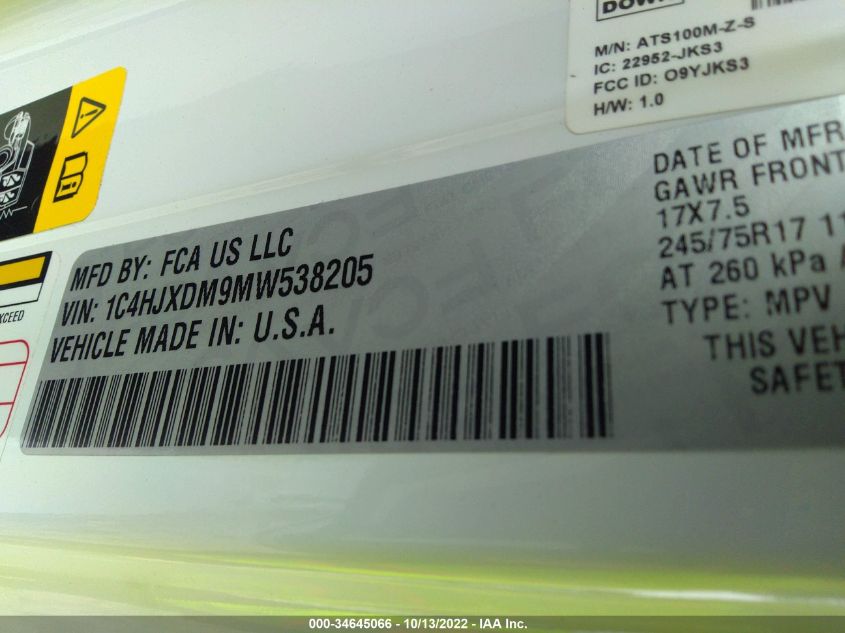 DOWN
M/N: ATS100M-Z-S
IC: 22952-JKS3
FCC ID: O9YJKS3
H/W: 1.0
MFD BY: FCA US LLC
VIN: 1C4HJXDM9MW538205
VEHICLE MADE IN: U.S.A.
DATE OF MFR
GAWR FRONT
17X7.5
245/75R17 11
AT 260 kPa
TYPE: MPV
THIS VEH
SAFET
XCEED
000-34645066 - 10/13/2022 - IAA Inc.